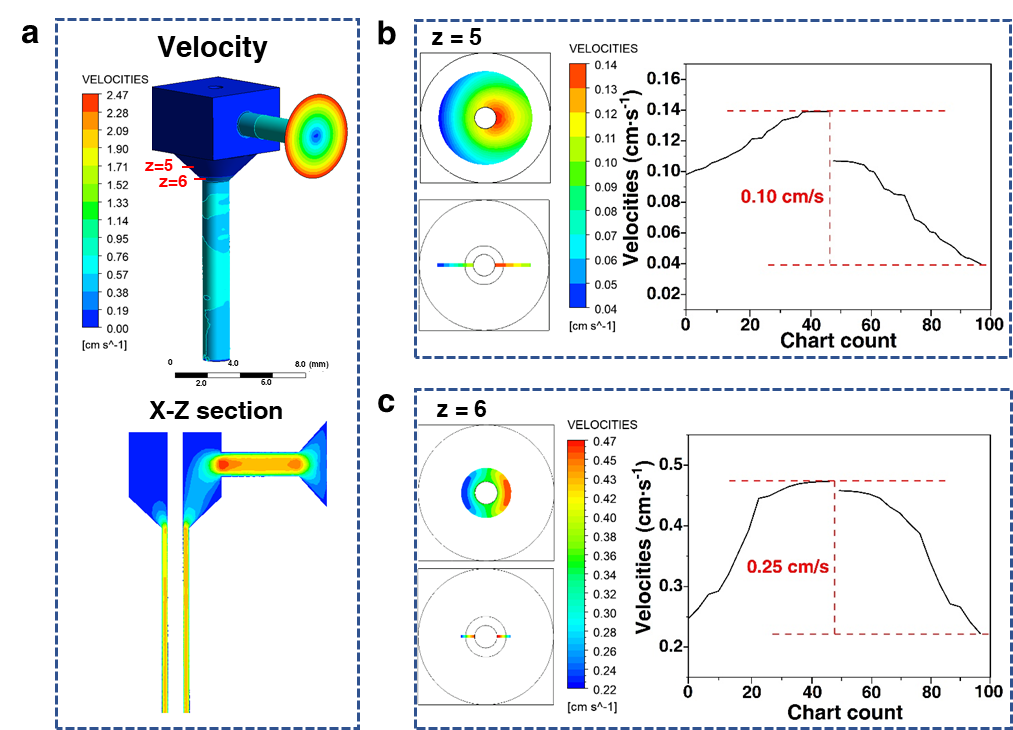 a
Velocity
VELOCITIES
2.47
2.28
2.09
1.90
1.71
1.52
1.33
1.14
0.95
0.76
0.57
0.38
0.19
0.00
[cm s^-1]
z=5
z=6
0 4.0 8.0 (mm)
2.0 6.0
X-Z section
b
z = 5
VELOCITIES
0.14
0.13
0.12
0.11
0.10
0.09
0.08
0.07
0.06
0.05
0.04
[cm s^-1]
Velocities (cm·s-1)
0.16
0.14
0.12
0.10
0.08
0.06
0.04
0.02
0.10 cm/s
0 20 40 60 80 100
Chart count
c
z = 6
VELOCITIES
0.47
0.45
0.43
0.42
0.40
0.38
0.36
0.34
0.32
0.30
0.28
0.26
0.24
0.22
[cm s^-1]
Velocities (cm·s-1)
0.5
0.4
0.3
0.2
0.25 cm/s
0 20 40 60 80 100
Chart count